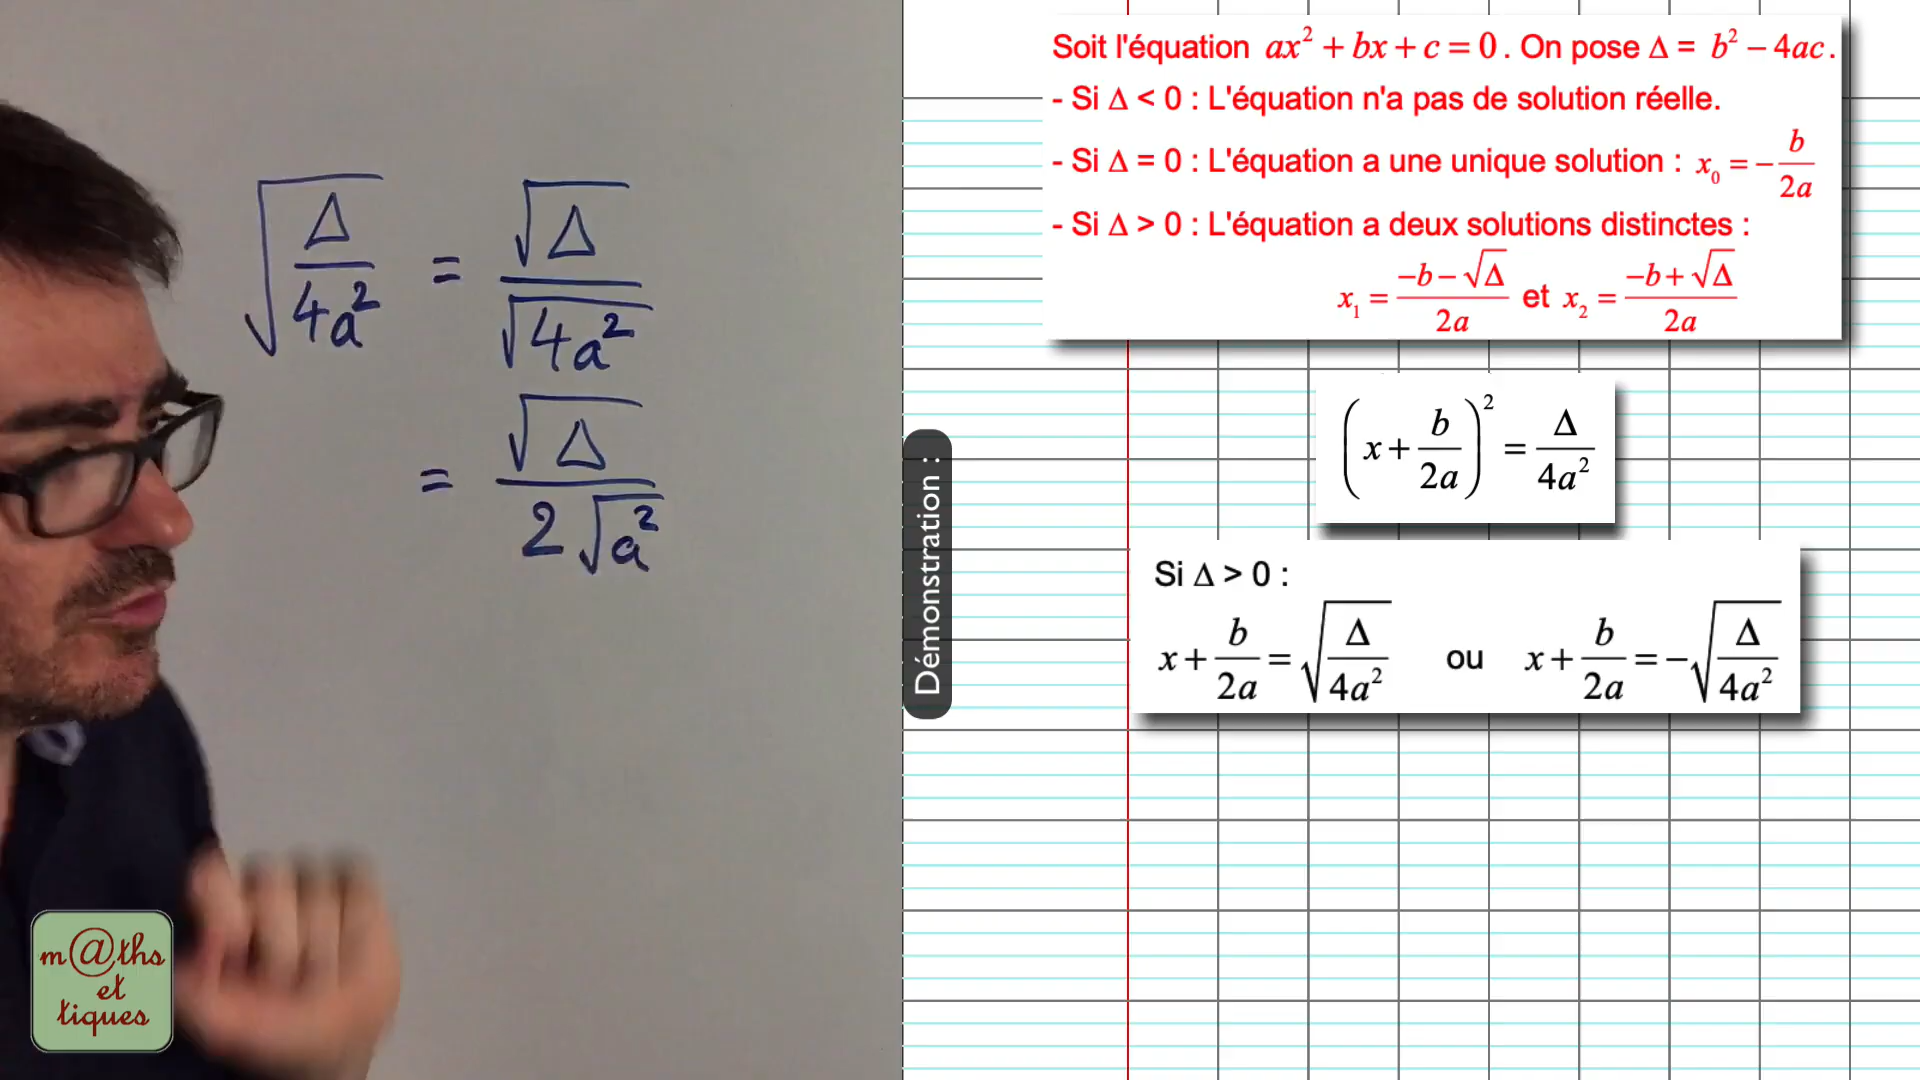 √(Δ/4a²) = √Δ/√(4a²)
= √Δ/2√(a²)
m@ths
et
tiques
Démonstration :
Soit l'équation ax² + bx + c = 0. On pose Δ = b² − 4ac.
- Si Δ < 0 : L'équation n'a pas de solution réelle.
- Si Δ = 0 : L'équation a une unique solution : x₀ = −b/2a
- Si Δ > 0 : L'équation a deux solutions distinctes :
x₁ = (−b − √Δ)/2a et x₂ = (−b + √Δ)/2a
(x + b/2a)² = Δ/4a²
Si Δ > 0 :
x + b/2a = √(Δ/4a²) ou x + b/2a = −√(Δ/4a²)